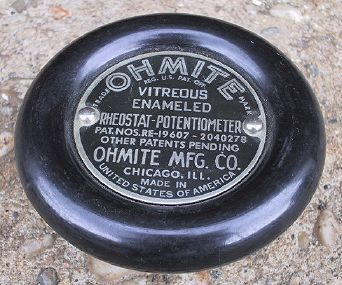 OHMITE
TRADE MARK
REG. U.S. PAT. OFF.
VITREOUS
ENAMELED
RHEOSTAT-POTENTIOMETER
PAT. NOS. RE-19607 - 2040278
OTHER PATENTS PENDING
OHMITE MFG. CO.
CHICAGO, ILL.
MADE IN
UNITED STATES OF AMERICA